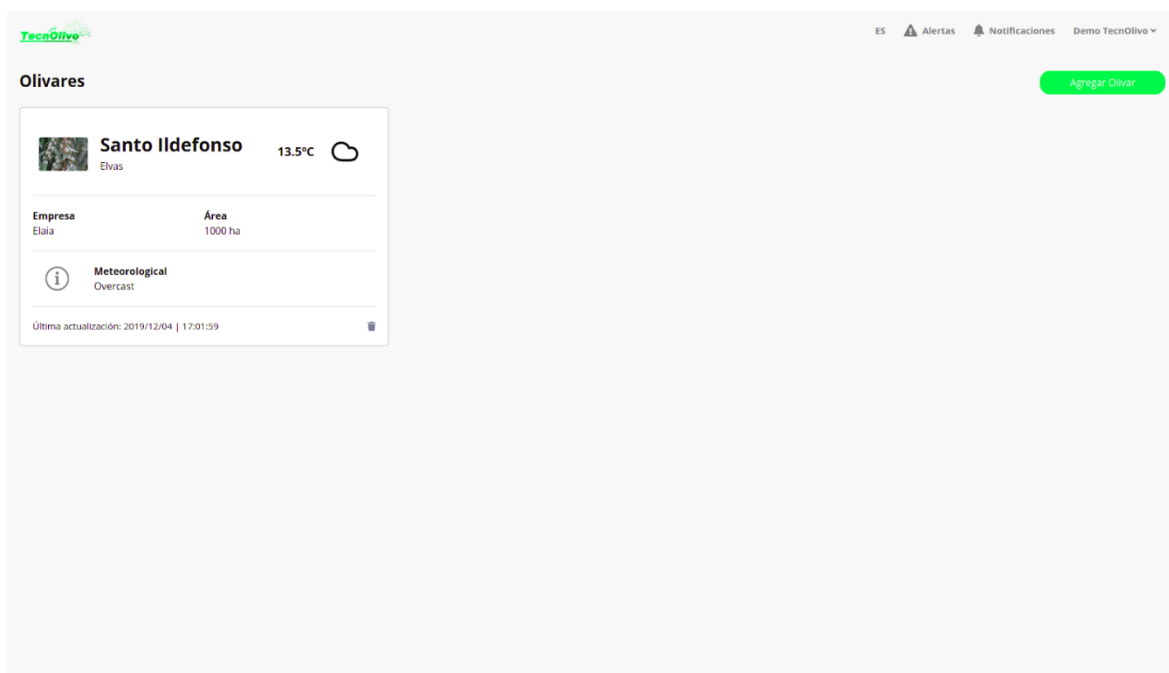 TecnOlivo
ES Alertas Notificaciones Demo TecnOlivo
Olivares
Agregar Olivar
Santo Ildefonso
Elvas
13.5ºC
Empresa
Elaia
Área
1000 ha
Meteorological
Overcast
Última actualización: 2019/12/04 | 17:01:59